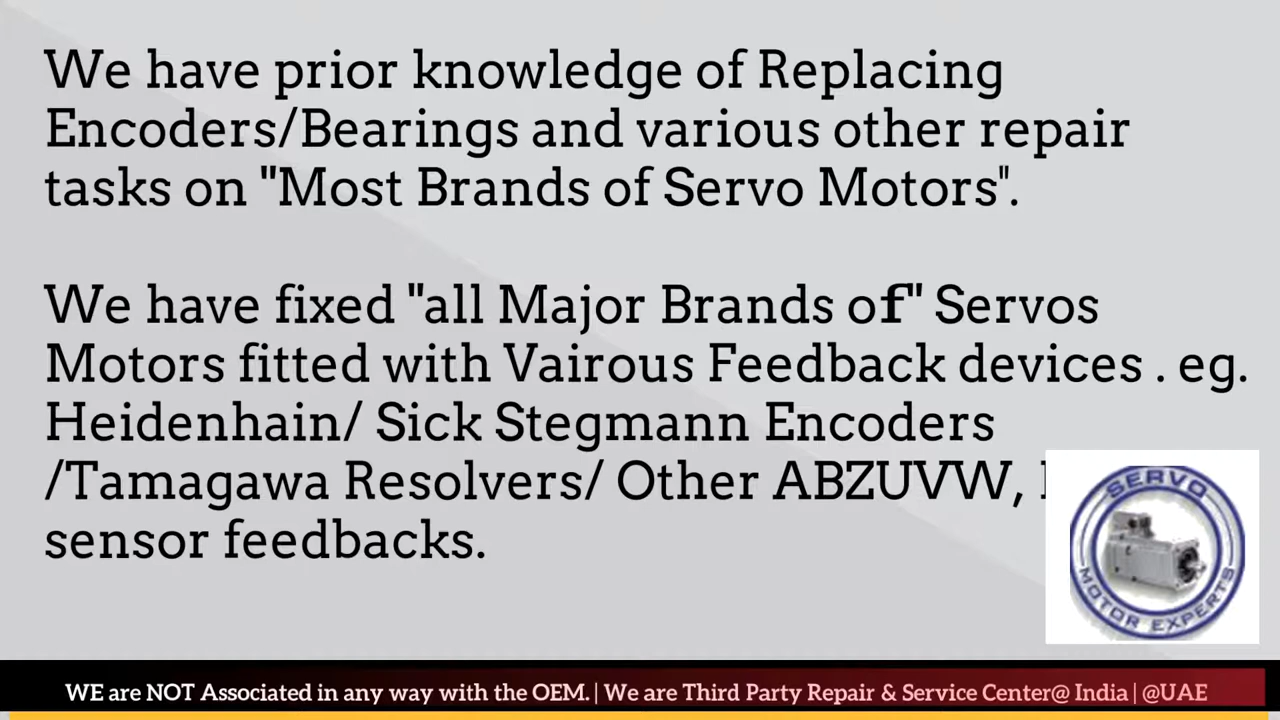 We have prior knowledge of Replacing
Encoders/Bearings and various other repair
tasks on "Most Brands of Servo Motors".
We have fixed "all Major Brands of" Servos
Motors fitted with Vairous Feedback devices . eg.
Heidenhain/ Sick Stegmann Encoders
/Tamagawa Resolvers/ Other ABZUVW,
sensor feedbacks.
SERVO
MOTOR EXPERTS
WE are NOT Associated in any way with the OEM. | We are Third Party Repair & Service Center@ India | @UAE